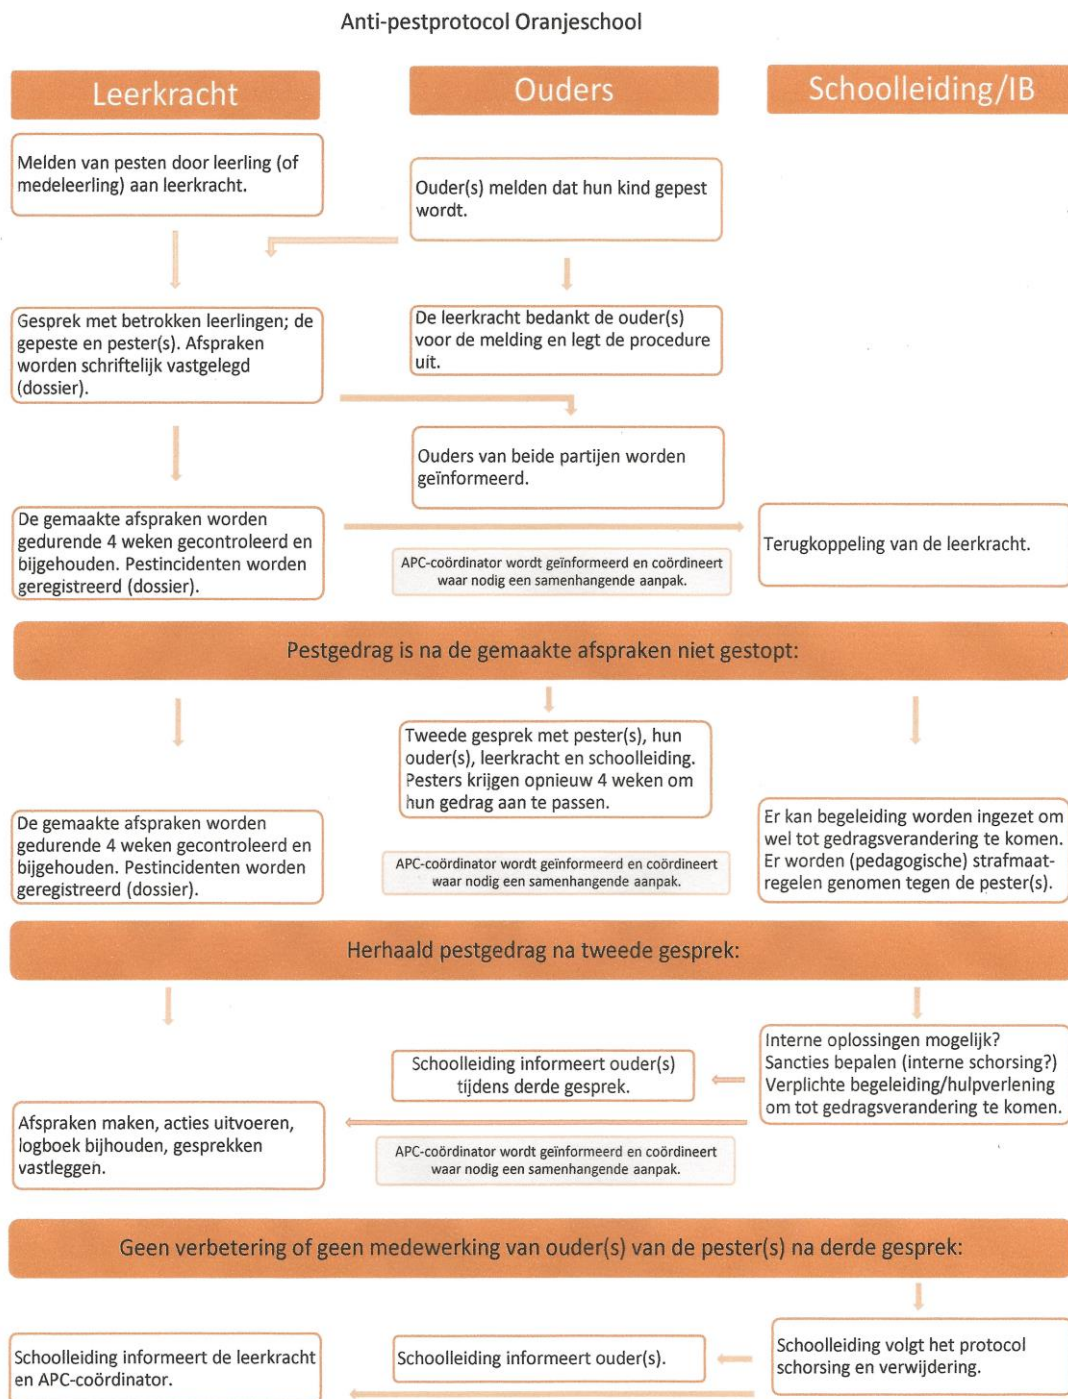 Anti-pestprotocol Oranjeschool
Leerkracht
Ouders
Schoolleiding/IB
Melden van pesten door leerling (of
medeleerling) aan leerkracht.
Ouder(s) melden dat hun kind gepest
wordt.
Gesprek met betrokken leerlingen; de
gepeste en pester(s). Afspraken
worden schriftelijk vastgelegd
(dossier).
De leerkracht bedankt de ouder(s)
voor de melding en legt de procedure
uit.
Ouders van beide partijen worden
geïnformeerd.
De gemaakte afspraken worden
gedurende 4 weken gecontroleerd en
bijgehouden. Pestincidenten worden
geregistreerd (dossier).
APC-coördinator wordt geïnformeerd en coördineert
waar nodig een samenhangende aanpak.
Terugkoppeling van de leerkracht.
Pestgedrag is na de gemaakte afspraken niet gestopt:
Tweede gesprek met pester(s), hun
ouder(s), leerkracht en schoolleiding.
Pesters krijgen opnieuw 4 weken om
hun gedrag aan te passen.
De gemaakte afspraken worden
gedurende 4 weken gecontroleerd en
bijgehouden. Pestincidenten worden
geregistreerd (dossier).
APC-coördinator wordt geïnformeerd en coördineert
waar nodig een samenhangende aanpak.
Er kan begeleiding worden ingezet om
wel tot gedragsverandering te komen.
Er worden (pedagogische) strafmaat-
regelen genomen tegen de pester(s).
Herhaald pestgedrag na tweede gesprek:
Interne oplossingen mogelijk?
Sancties bepalen (interne schorsing?)
Verplichte begeleiding/hulpverlening
om tot gedragsverandering te komen.
Schoolleiding informeert ouder(s)
tijdens derde gesprek.
Afspraken maken, acties uitvoeren,
logboek bijhouden, gesprekken
vastleggen.
APC-coördinator wordt geïnformeerd en coördineert
waar nodig een samenhangende aanpak.
Geen verbetering of geen medewerking van ouder(s) van de pester(s) na derde gesprek:
Schoolleiding volgt het protocol
schorsing en verwijdering.
Schoolleiding informeert ouder(s).
Schoolleiding informeert de leerkracht
en APC-coördinator.